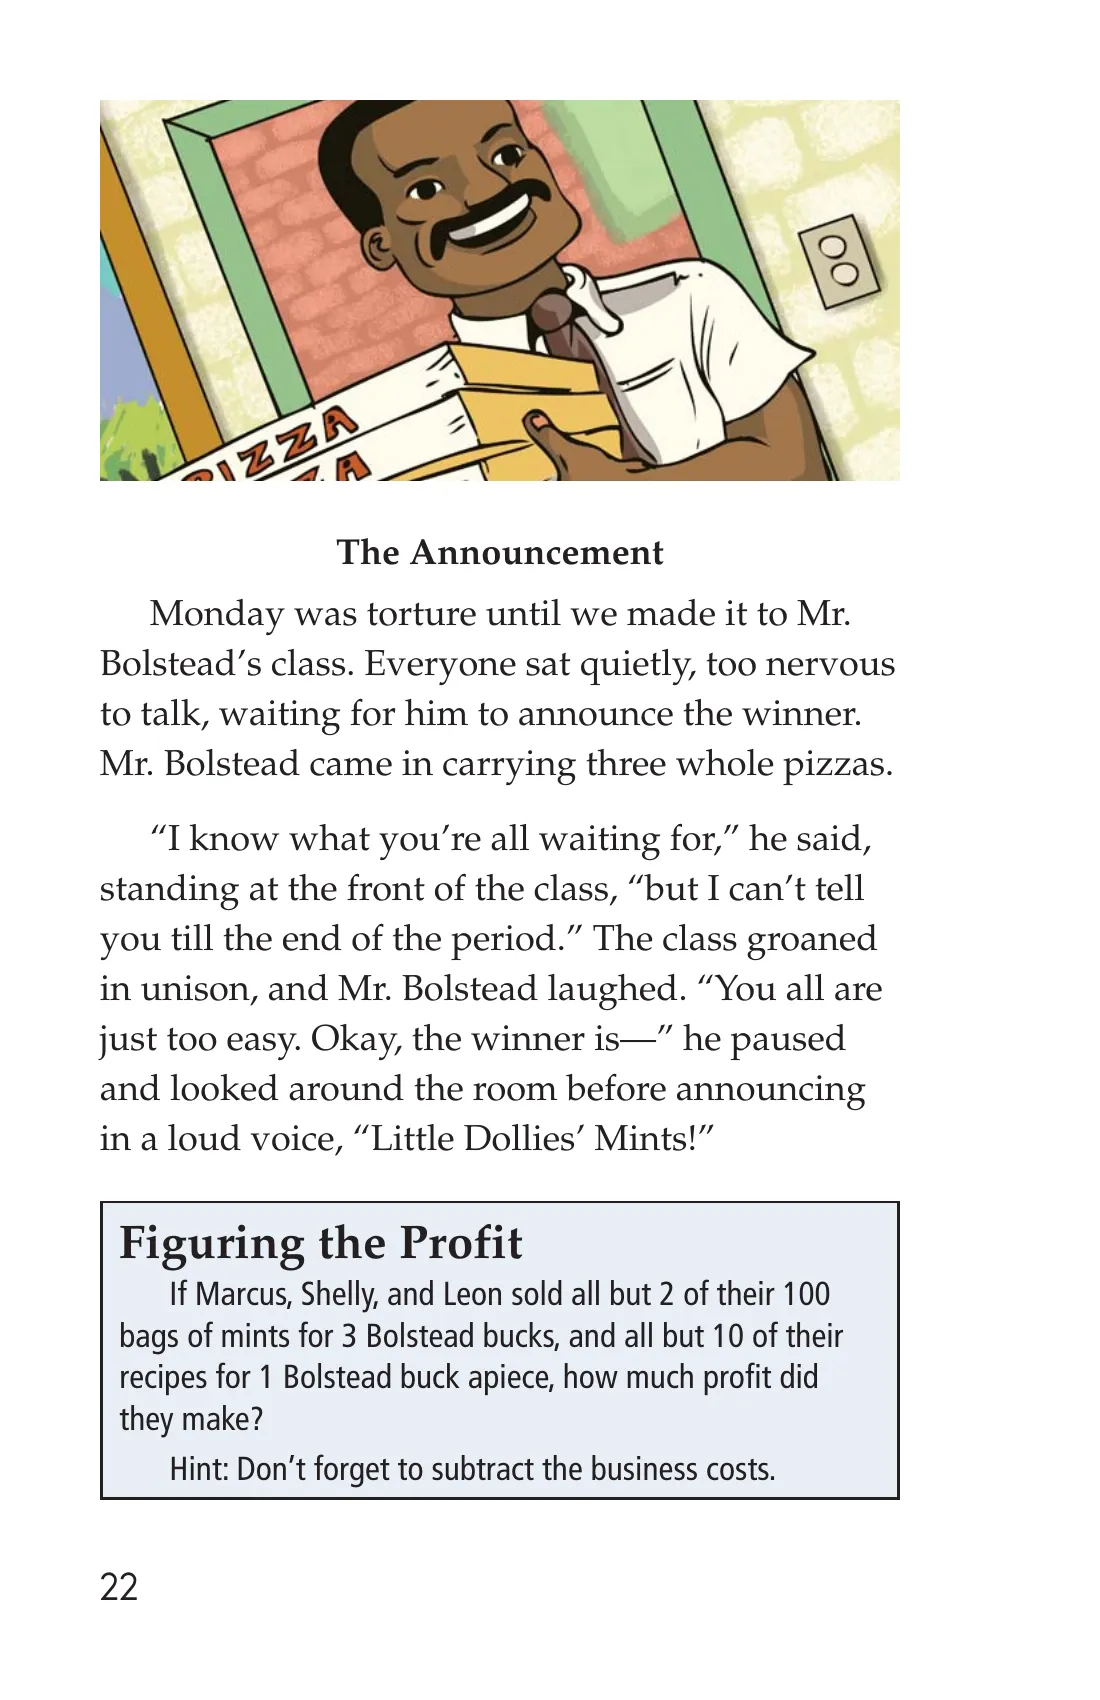 PIZZA
ZA
The Announcement
Monday was torture until we made it to Mr.
Bolstead’s class. Everyone sat quietly, too nervous
to talk, waiting for him to announce the winner.
Mr. Bolstead came in carrying three whole pizzas.
“I know what you’re all waiting for,” he said,
standing at the front of the class, “but I can’t tell
you till the end of the period.” The class groaned
in unison, and Mr. Bolstead laughed. “You all are
just too easy. Okay, the winner is—” he paused
and looked around the room before announcing
in a loud voice, “Little Dollies’ Mints!”
Figuring the Profit
If Marcus, Shelly, and Leon sold all but 2 of their 100
bags of mints for 3 Bolstead bucks, and all but 10 of their
recipes for 1 Bolstead buck apiece, how much profit did
they make?
Hint: Don’t forget to subtract the business costs.
22